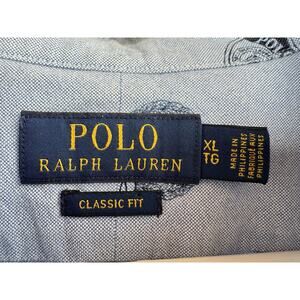 POLO
RALPH LAUREN
XL
TG
MADE IN
PHILIPPINES
FABRIQUÉ AUX
PHILIPPINES
CLASSIC FIT